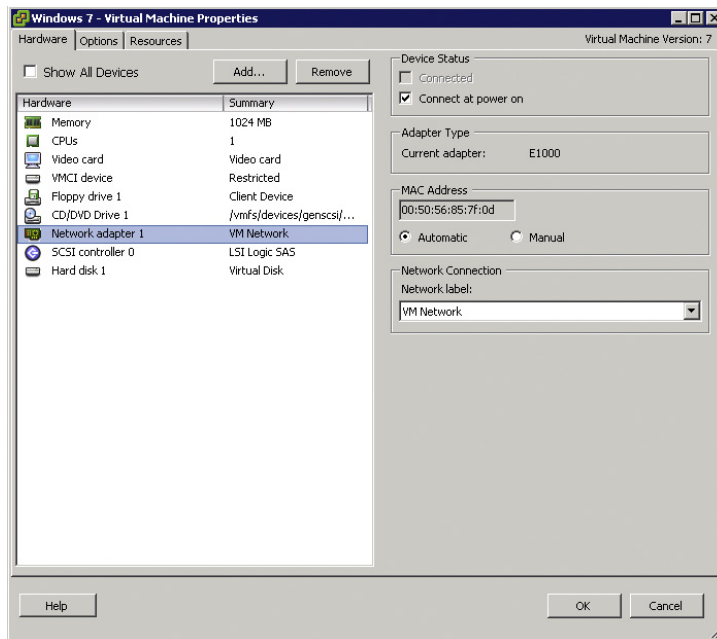 Windows 7 - Virtual Machine Properties
Hardware Options Resources Virtual Machine Version: 7
Show All Devices Add... Remove
Hardware Summary
Memory 1024 MB
CPUs 1
Video card Video card
VMCI device Restricted
Floppy drive 1 Client Device
CD/DVD Drive 1 /vmfs/devices/genscsi/...
Network adapter 1 VM Network
SCSI controller 0 LSI Logic SAS
Hard disk 1 Virtual Disk
Device Status
Connected
Connect at power on
Adapter Type
Current adapter: E1000
MAC Address
00:50:56:85:7f:0d
Automatic Manual
Network Connection
Network label:
VM Network
Help OK Cancel